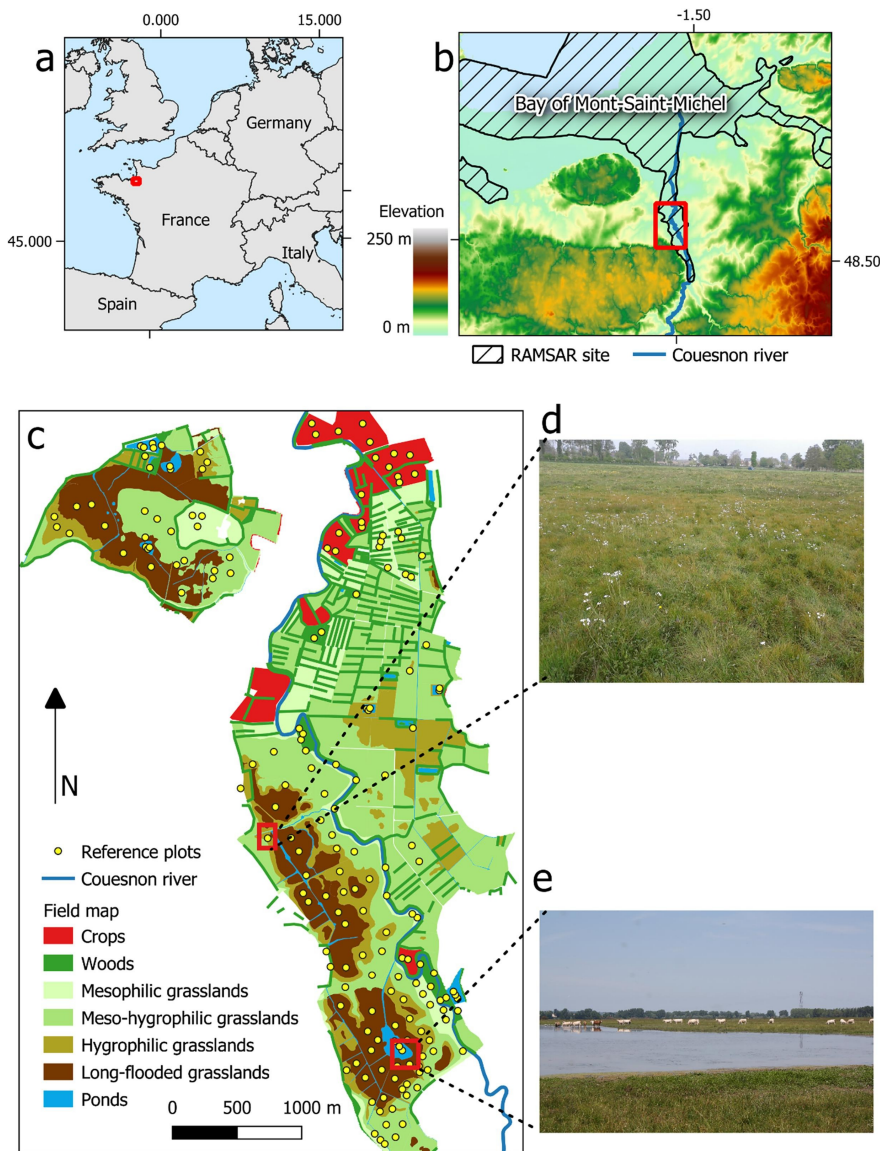 0.000
15.000
a
Germany
France
45.000
Italy
Spain
Elevation
250 m
0 m
-1.50
b
Bay of Mont-Saint-Michel
48.50
RAMSAR site
Couesnon river
c
N
Reference plots
Couesnon river
Field map
Crops
Woods
Mesophilic grasslands
Meso-hygrophilic grasslands
Hygrophilic grasslands
Long-flooded grasslands
Ponds
0 500 1000 m
d
e